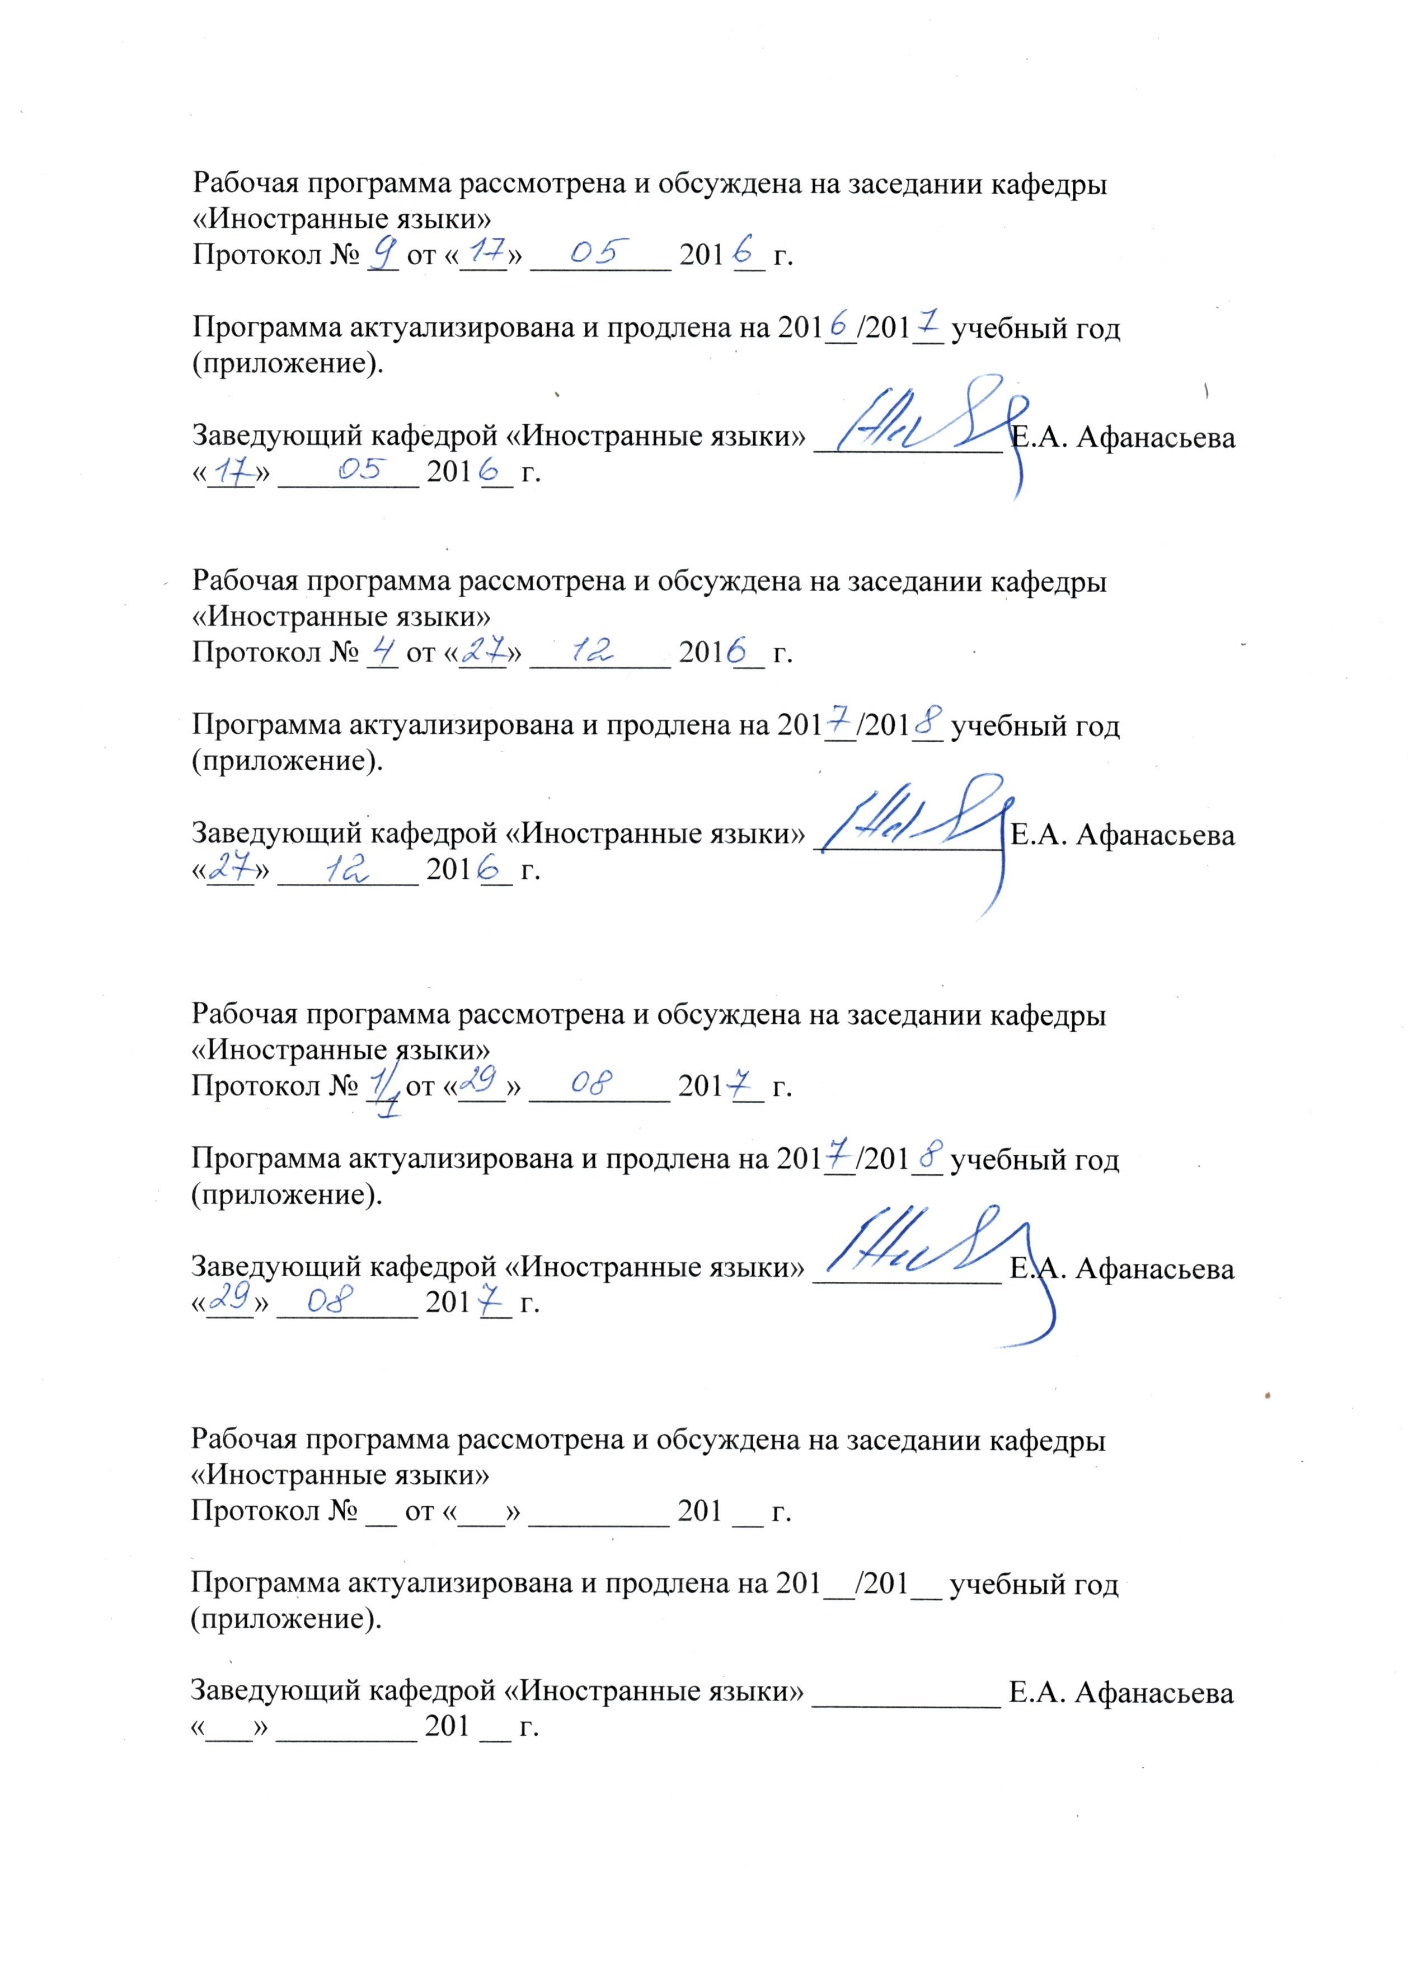 Рабочая программа рассмотрена и обсуждена на заседании кафедры
«Иностранные языки»
Протокол № 9 от «17» 05 2016 г.
Программа актуализирована и продлена на 2016/2017 учебный год
(приложение).
Заведующий кафедрой «Иностранные языки» Е.А. Афанасьева
«17» 05 2016 г.
Рабочая программа рассмотрена и обсуждена на заседании кафедры
«Иностранные языки»
Протокол № 4 от «27» 12 2016 г.
Программа актуализирована и продлена на 2017/2018 учебный год
(приложение).
Заведующий кафедрой «Иностранные языки» Е.А. Афанасьева
«27» 12 2016 г.
Рабочая программа рассмотрена и обсуждена на заседании кафедры
«Иностранные языки»
Протокол № 1/1 от «29» 08 2017 г.
Программа актуализирована и продлена на 2017/2018 учебный год
(приложение).
Заведующий кафедрой «Иностранные языки» Е.А. Афанасьева
«29» 08 2017 г.
Рабочая программа рассмотрена и обсуждена на заседании кафедры
«Иностранные языки»
Протокол № __ от «___» _________ 201 __ г.
Программа актуализирована и продлена на 201__/201__ учебный год
(приложение).
Заведующий кафедрой «Иностранные языки» ____________ Е.А. Афанасьева
«___» _________ 201 __ г.